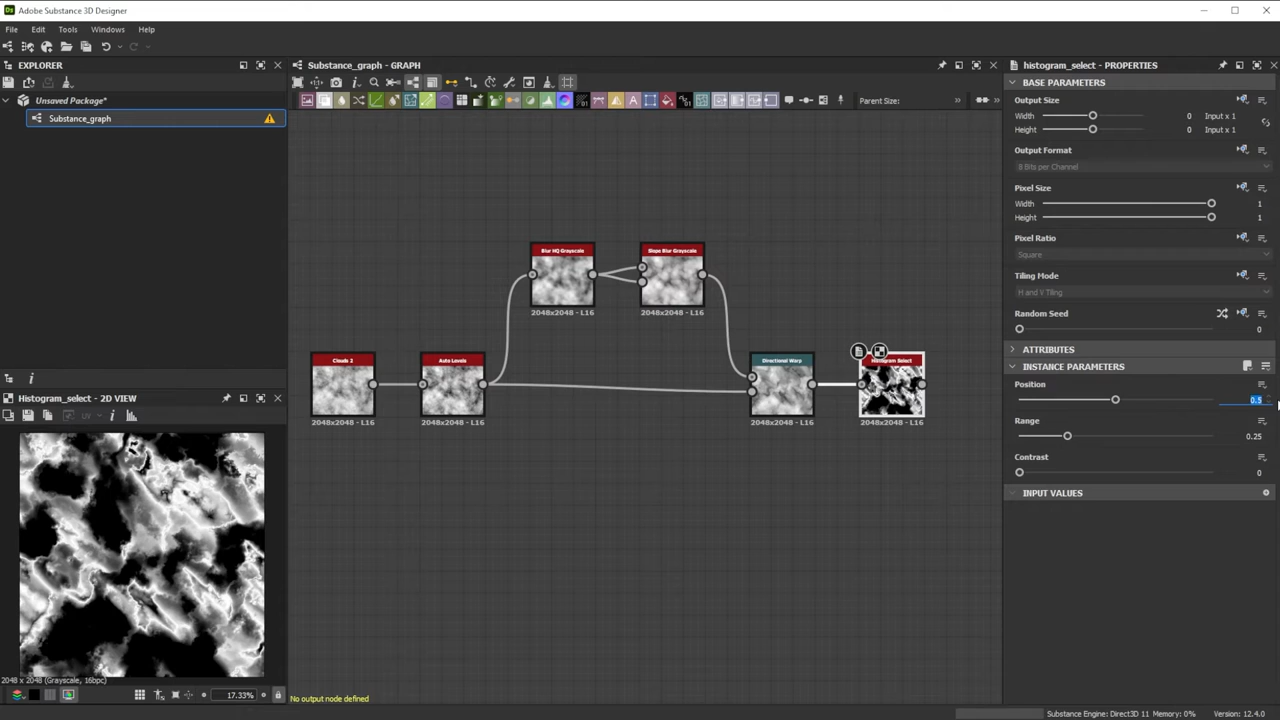 Adobe Substance 3D Designer
File Edit Tools Windows Help
EXPLORER
Unsaved Package*
Substance_graph
Substance_graph - GRAPH
Parent Size:
Blur HQ Grayscale
2048x2048 - L16
Slope Blur Grayscale
2048x2048 - L16
Clouds 2
2048x2048 - L16
Auto Levels
2048x2048 - L16
Directional Warp
2048x2048 - L16
Histogram Select
2048x2048 - L16
No output node defined
Histogram_select - 2D VIEW
UV
2048 x 2048 (Grayscale, 16bpc)
17.33%
histogram_select - PROPERTIES
BASE PARAMETERS
Output Size
Width 0 Input x 1
Height 0 Input x 1
Output Format
8 Bits per Channel
Pixel Size
Width 1
Height 1
Pixel Ratio
Square
Tiling Mode
H and V Tiling
Random Seed
0
ATTRIBUTES
INSTANCE PARAMETERS
Position
0.5
Range
0.25
Contrast
0
INPUT VALUES
Substance Engine: Direct3D 11 Memory: 0% Version: 12.4.0